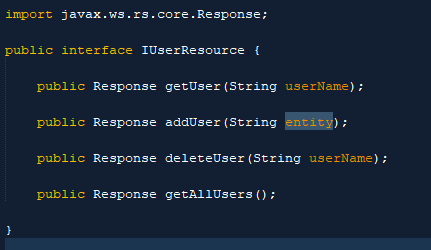 import javax.ws.rs.core.Response;
public interface IUserResource {
public Response getUser(String userName);
public Response addUser(String entity);
public Response deleteUser(String userName);
public Response getAllUsers();
}